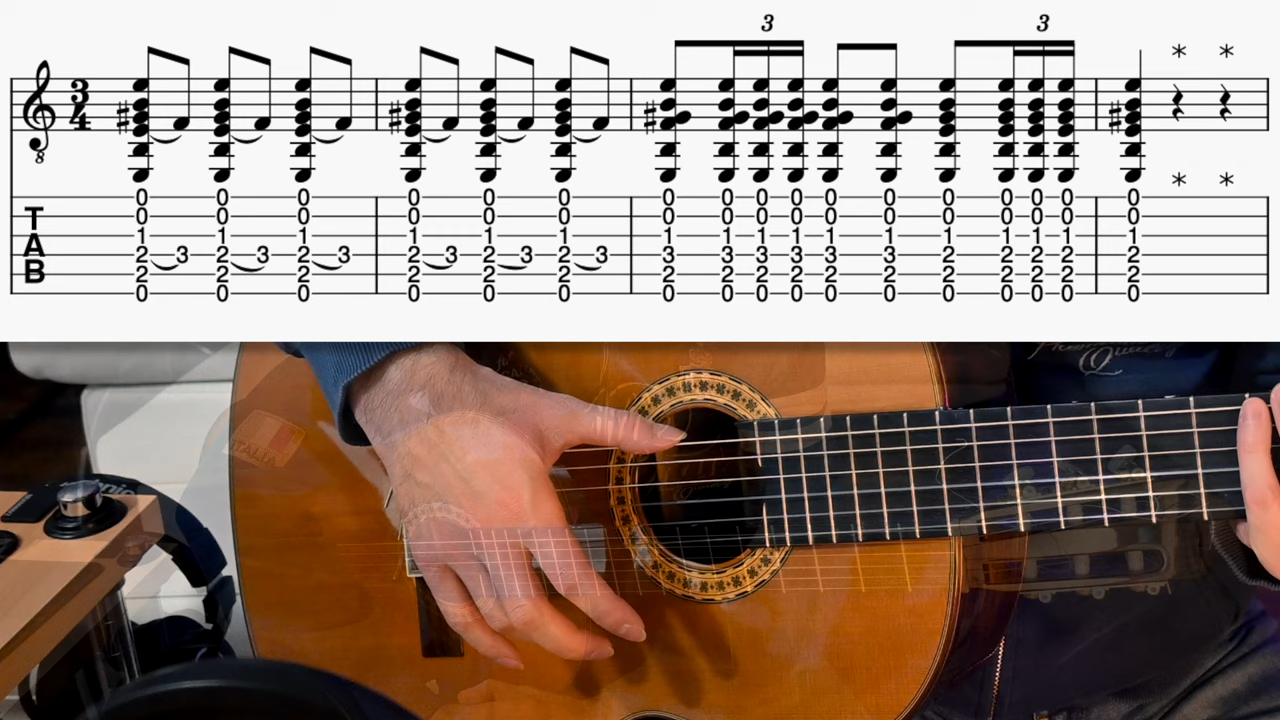 3 3
* *
3
4
8
* *
0 0 0 0 0 0 0 0 0 0 0 0 0 0 0 0 0
0 0 0 0 0 0 0 0 0 0 0 0 0 0 0 0 0
T 1 1 1 1 1 1 1 1 1 1 1 1 1 1 1 1 1
A 2 3 2 3 2 3 2 3 2 3 2 3 3 3 3 3 3 3 2 2 2 2 2
B 2 2 2 2 2 2 2 2 2 2 2 2 2 2 2 2 2
0 0 0 0 0 0 0 0 0 0 0 0 0 0 0 0 0
Quality
ITALIA